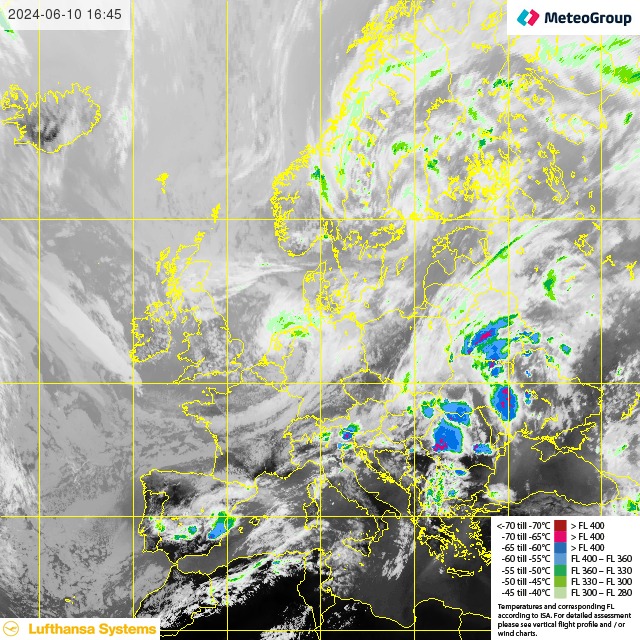 2024-06-10 16:45
MeteoGroup
<-70 till -70°C > FL 400
-70 till -65°C > FL 400
-65 till -60°C > FL 400
-60 till -55°C FL 400 – FL 360
-55 till -50°C FL 360 – FL 330
-50 till -45°C FL 330 – FL 300
-45 till -40°C FL 300 – FL 280
Temperatures and corresponding FL
according to ISA. For detailed assessment
please see vertical flight profile and / or
wind charts.
Lufthansa Systems